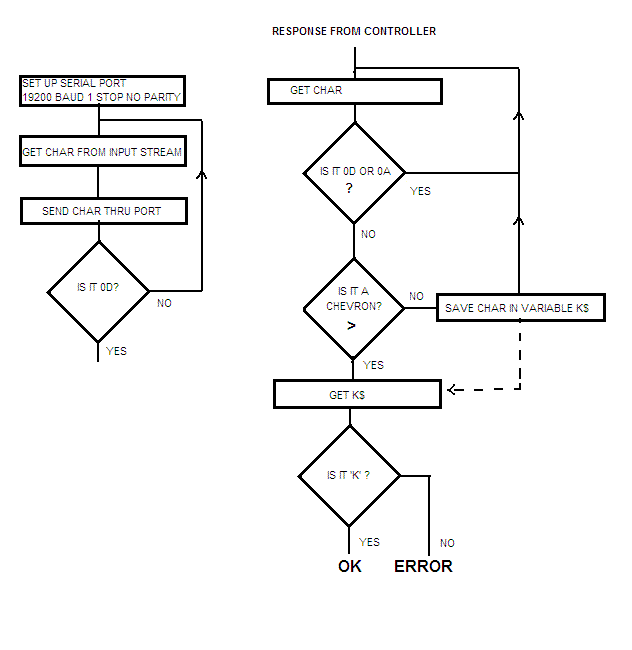 RESPONSE FROM CONTROLLER
SET UP SERIAL PORT
19200 BAUD 1 STOP NO PARITY
GET CHAR FROM INPUT STREAM
SEND CHAR THRU PORT
IS IT 0D?
NO
YES
GET CHAR
IS IT 0D OR 0A
?
YES
NO
IS IT A
CHEVRON?
>
NO
SAVE CHAR IN VARIABLE K$
YES
GET K$
IS IT 'K' ?
YES
NO
OK
ERROR